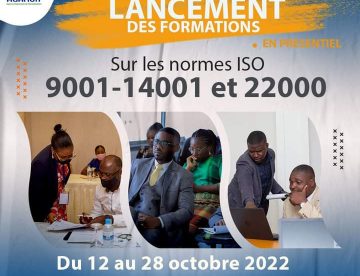 LANCEMENT
DES FORMATIONS
. EN PRÉSENTIEL
Sur les normes ISO
9001-14001 et 22000
Du 12 au 28 octobre 2022